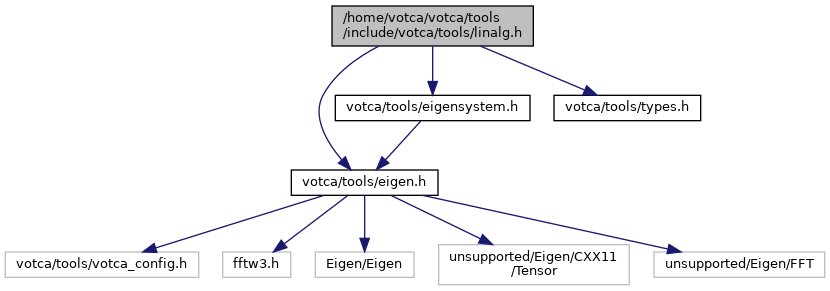 /home/votca/votca/tools
/include/votca/tools/linalg.h
votca/tools/eigensystem.h
votca/tools/types.h
votca/tools/eigen.h
votca/tools/votca_config.h
fftw3.h
Eigen/Eigen
unsupported/Eigen/CXX11
/Tensor
unsupported/Eigen/FFT